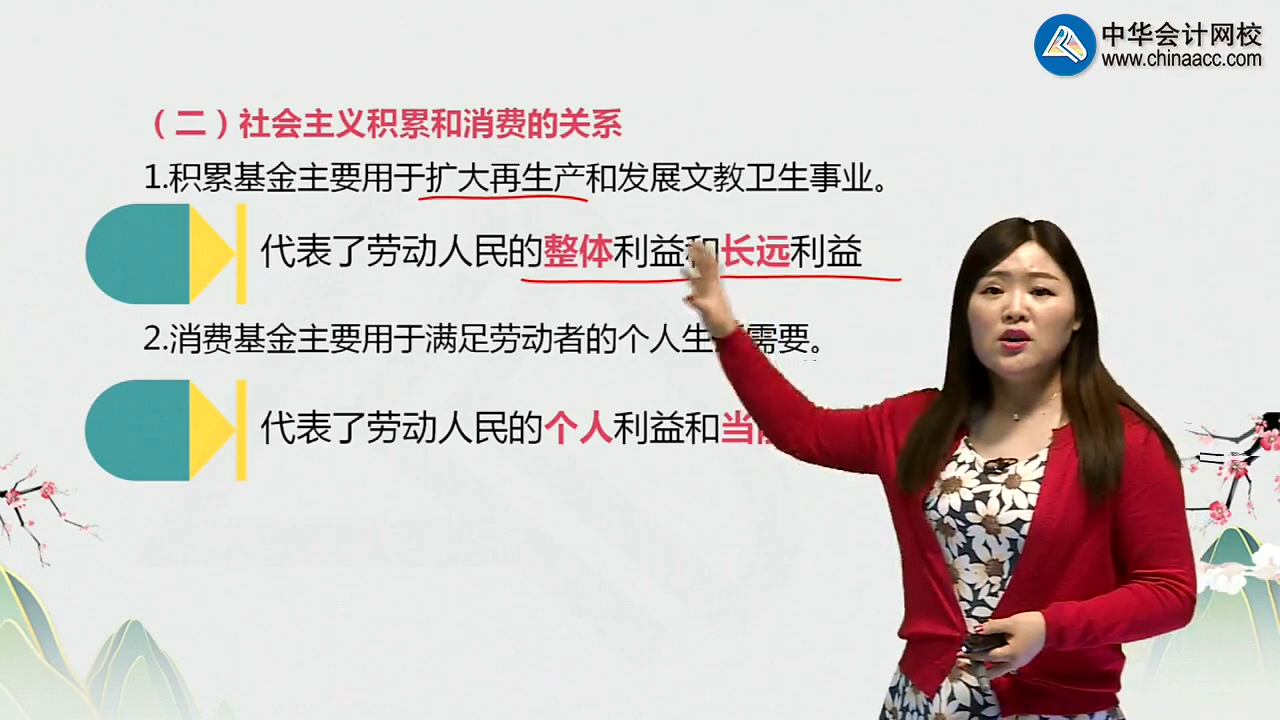 中华会计网校
www.chinaacc.com
（二）社会主义积累和消费的关系
1.积累基金主要用于扩大再生产和发展文教卫生事业。
代表了劳动人民的整体利益和长远利益
2.消费基金主要用于满足劳动者的个人生活需要。
代表了劳动人民的个人利益和当